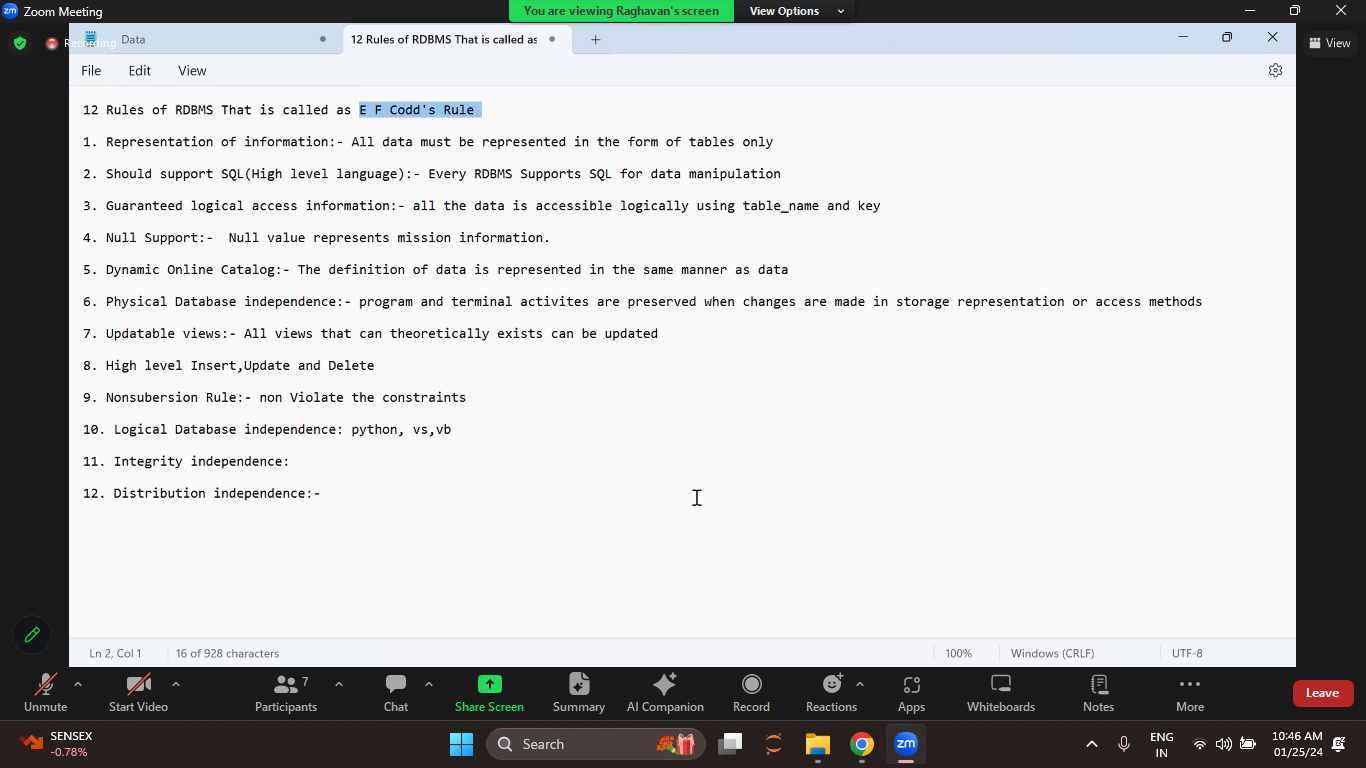 zm Zoom Meeting
You are viewing Raghavan's screen
View Options
Recording
Data
12 Rules of RDBMS That is called as
View
File Edit View
12 Rules of RDBMS That is called as E F Codd's Rule
1. Representation of information:- All data must be represented in the form of tables only
2. Should support SQL(High level language):- Every RDBMS Supports SQL for data manipulation
3. Guaranteed logical access information:- all the data is accessible logically using table_name and key
4. Null Support:-  Null value represents mission information.
5. Dynamic Online Catalog:- The definition of data is represented in the same manner as data
6. Physical Database independence:- program and terminal activites are preserved when changes are made in storage representation or access methods
7. Updatable views:- All views that can theoretically exists can be updated
8. High level Insert,Update and Delete
9. Nonsubersion Rule:- non Violate the constraints
10. Logical Database independence: python, vs,vb
11. Integrity independence:
12. Distribution independence:-
Ln 2, Col 1
16 of 928 characters
100%
Windows (CRLF)
UTF-8
7
Unmute
Start Video
Participants
Chat
Share Screen
Summary
AI Companion
Record
Reactions
Apps
Whiteboards
Notes
More
Leave
SENSEX
-0.78%
Search
zm
ENG
IN
10:46 AM
01/25/24